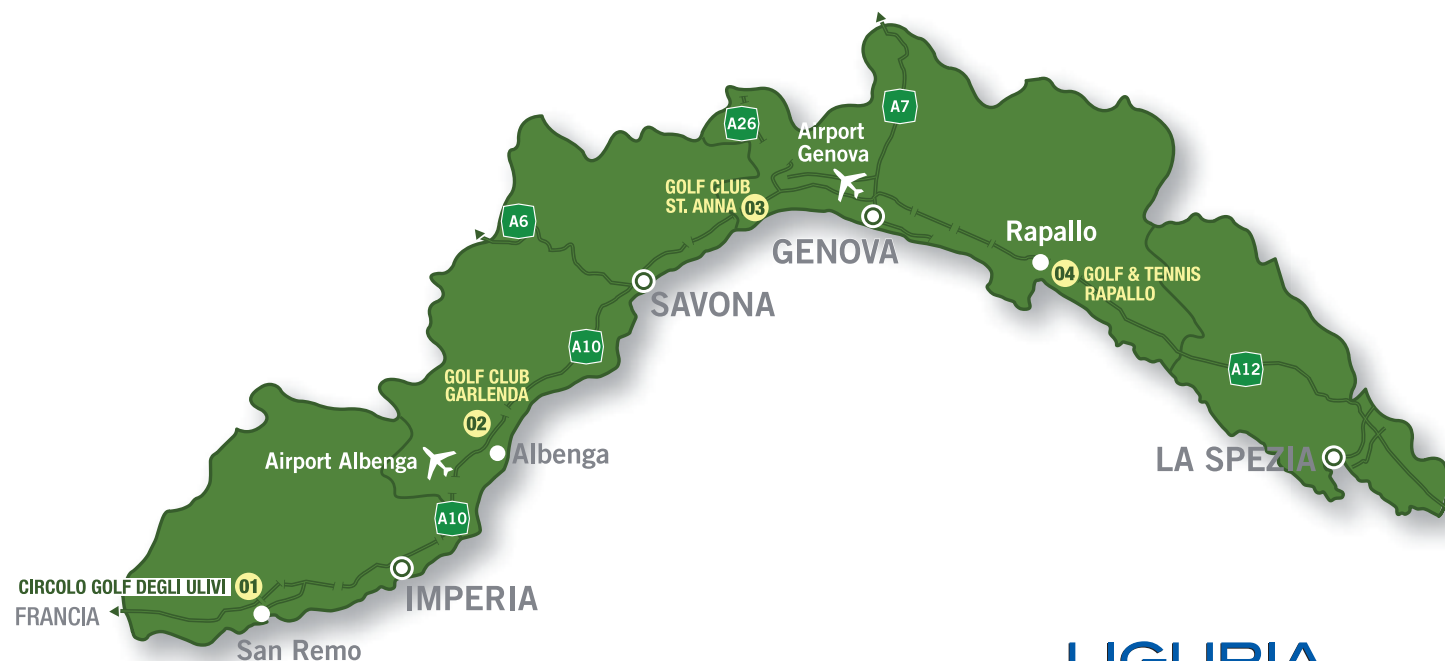 A7
A26
Airport
Genova
GOLF CLUB
ST. ANNA 03
A6
GENOVA
Rapallo
04 GOLF & TENNIS
RAPALLO
SAVONA
A10
A12
GOLF CLUB
GARLENDA
02
Airport Albenga
Albenga
LA SPEZIA
A10
CIRCOLO GOLF DEGLI ULIVI 01
IMPERIA
FRANCIA
San Remo
LIGURIA